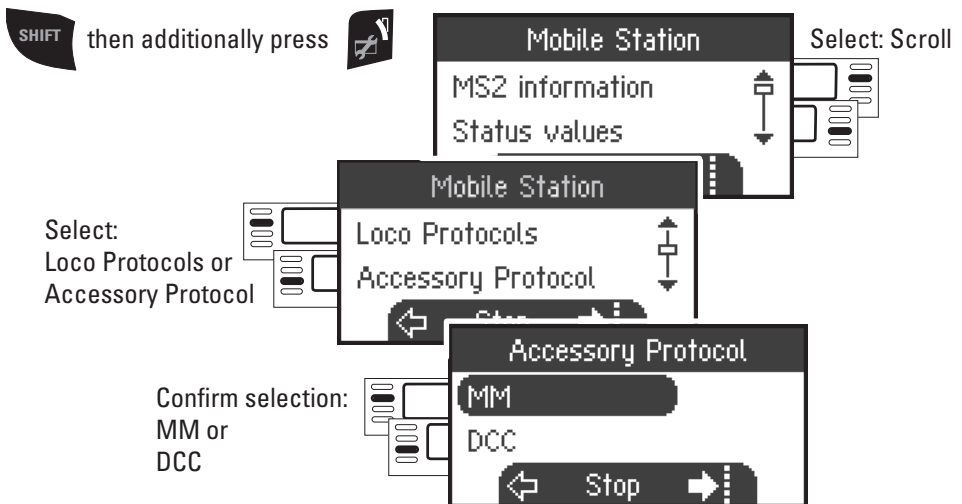 SHIFT then additionally press
Mobile Station
Select: Scroll
MS2 information
Status values
Mobile Station
Select:
Loco Protocols or
Accessory Protocol
Loco Protocols
Accessory Protocol
Stop
Accessory Protocol
Confirm selection:
MM or
DCC
MM
DCC
Stop